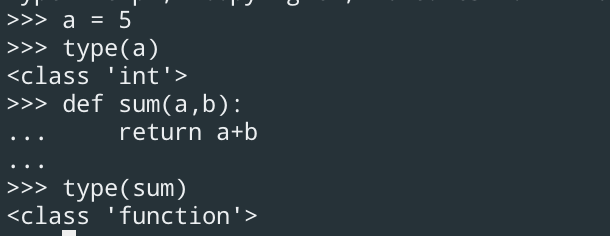 >>> a = 5
>>> type(a)
<class 'int'>
>>> def sum(a,b):
...     return a+b
...
>>> type(sum)
<class 'function'>